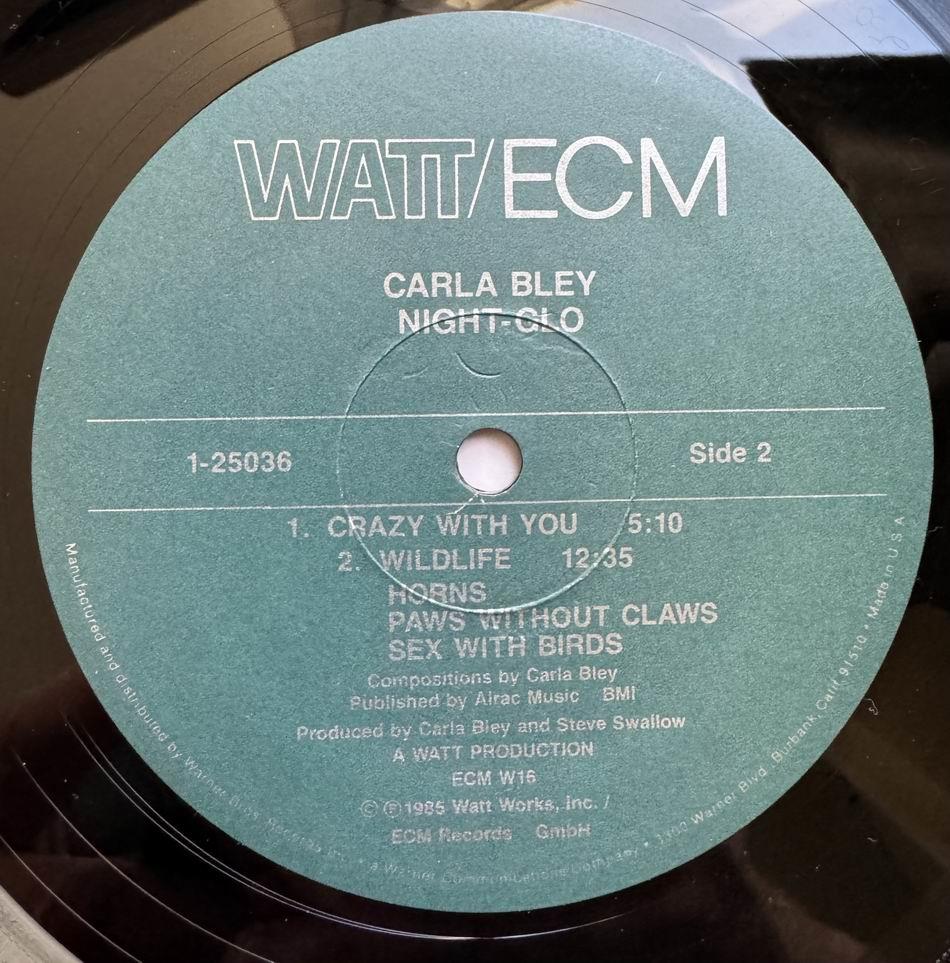 WATT/ECM
CARLA BLEY
NIGHT-GLO
1-25036
Side 2
1. CRAZY WITH YOU 5:10
2. WILDLIFE 12:35
HORNS
PAWS WITHOUT CLAWS
SEX WITH BIRDS
Compositions by Carla Bley
Published by Alrac Music BMI
Produced by Carla Bley and Steve Swallow
A WATT PRODUCTION
ECM W16
© ℗ 1985 Watt Works, Inc. /
ECM Records GmbH
Manufactured and distributed by Warner Bros. Records Inc. • a Warner Communications Company • 3300 Warner Blvd. Burbank, Calif. 91510 • Made in U S A